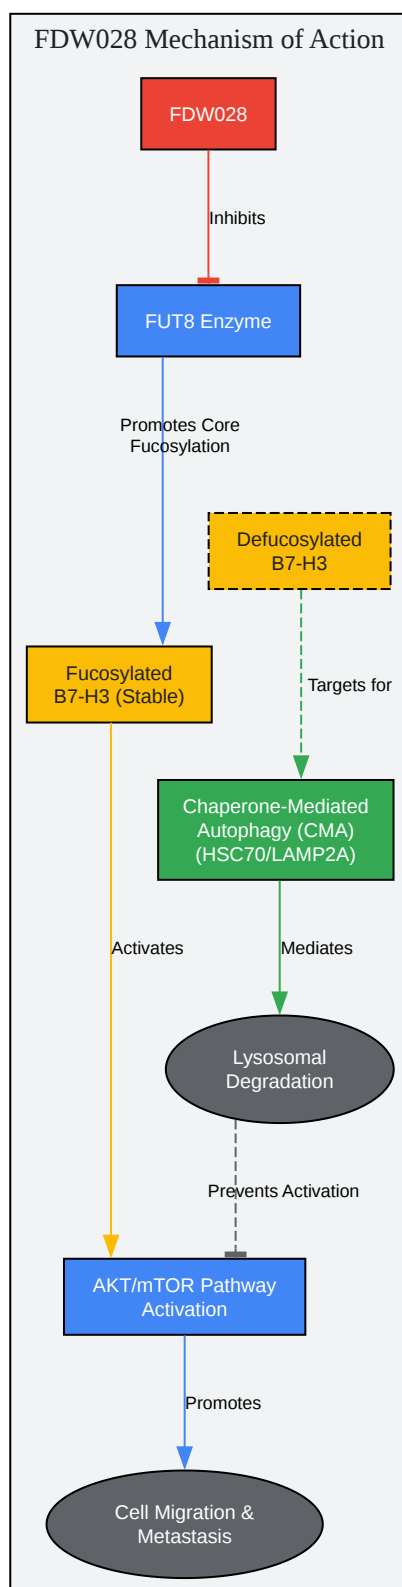 FDW028 Mechanism of Action
FDW028
Inhibits
FUT8 Enzyme
Promotes Core
Fucosylation
Defucosylated
B7-H3
Targets for
Fucosylated
B7-H3 (Stable)
Chaperone-Mediated
Autophagy (CMA)
(HSC70/LAMP2A)
Activates
Mediates
Lysosomal
Degradation
Prevents Activation
AKT/mTOR Pathway
Activation
Promotes
Cell Migration &
Metastasis